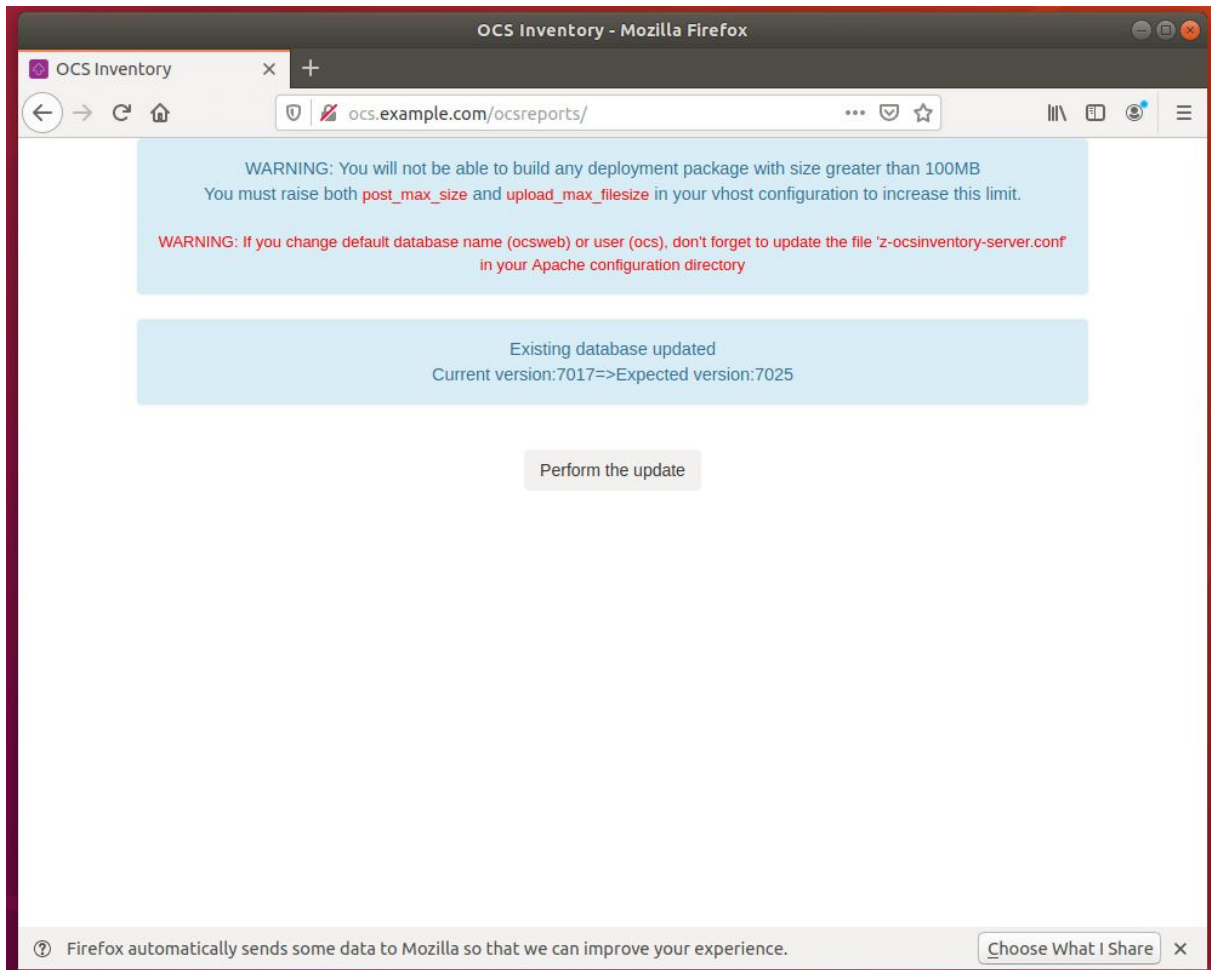 OCS Inventory - Mozilla Firefox
OCS Inventory
ocs.example.com/ocsreports/
WARNING: You will not be able to build any deployment package with size greater than 100MB
You must raise both post_max_size and upload_max_filesize in your vhost configuration to increase this limit.
WARNING: If you change default database name (ocsweb) or user (ocs), don't forget to update the file 'z-ocsinventory-server.conf'
in your Apache configuration directory
Existing database updated
Current version:7017=>Expected version:7025
Perform the update
Firefox automatically sends some data to Mozilla so that we can improve your experience.
Choose What I Share